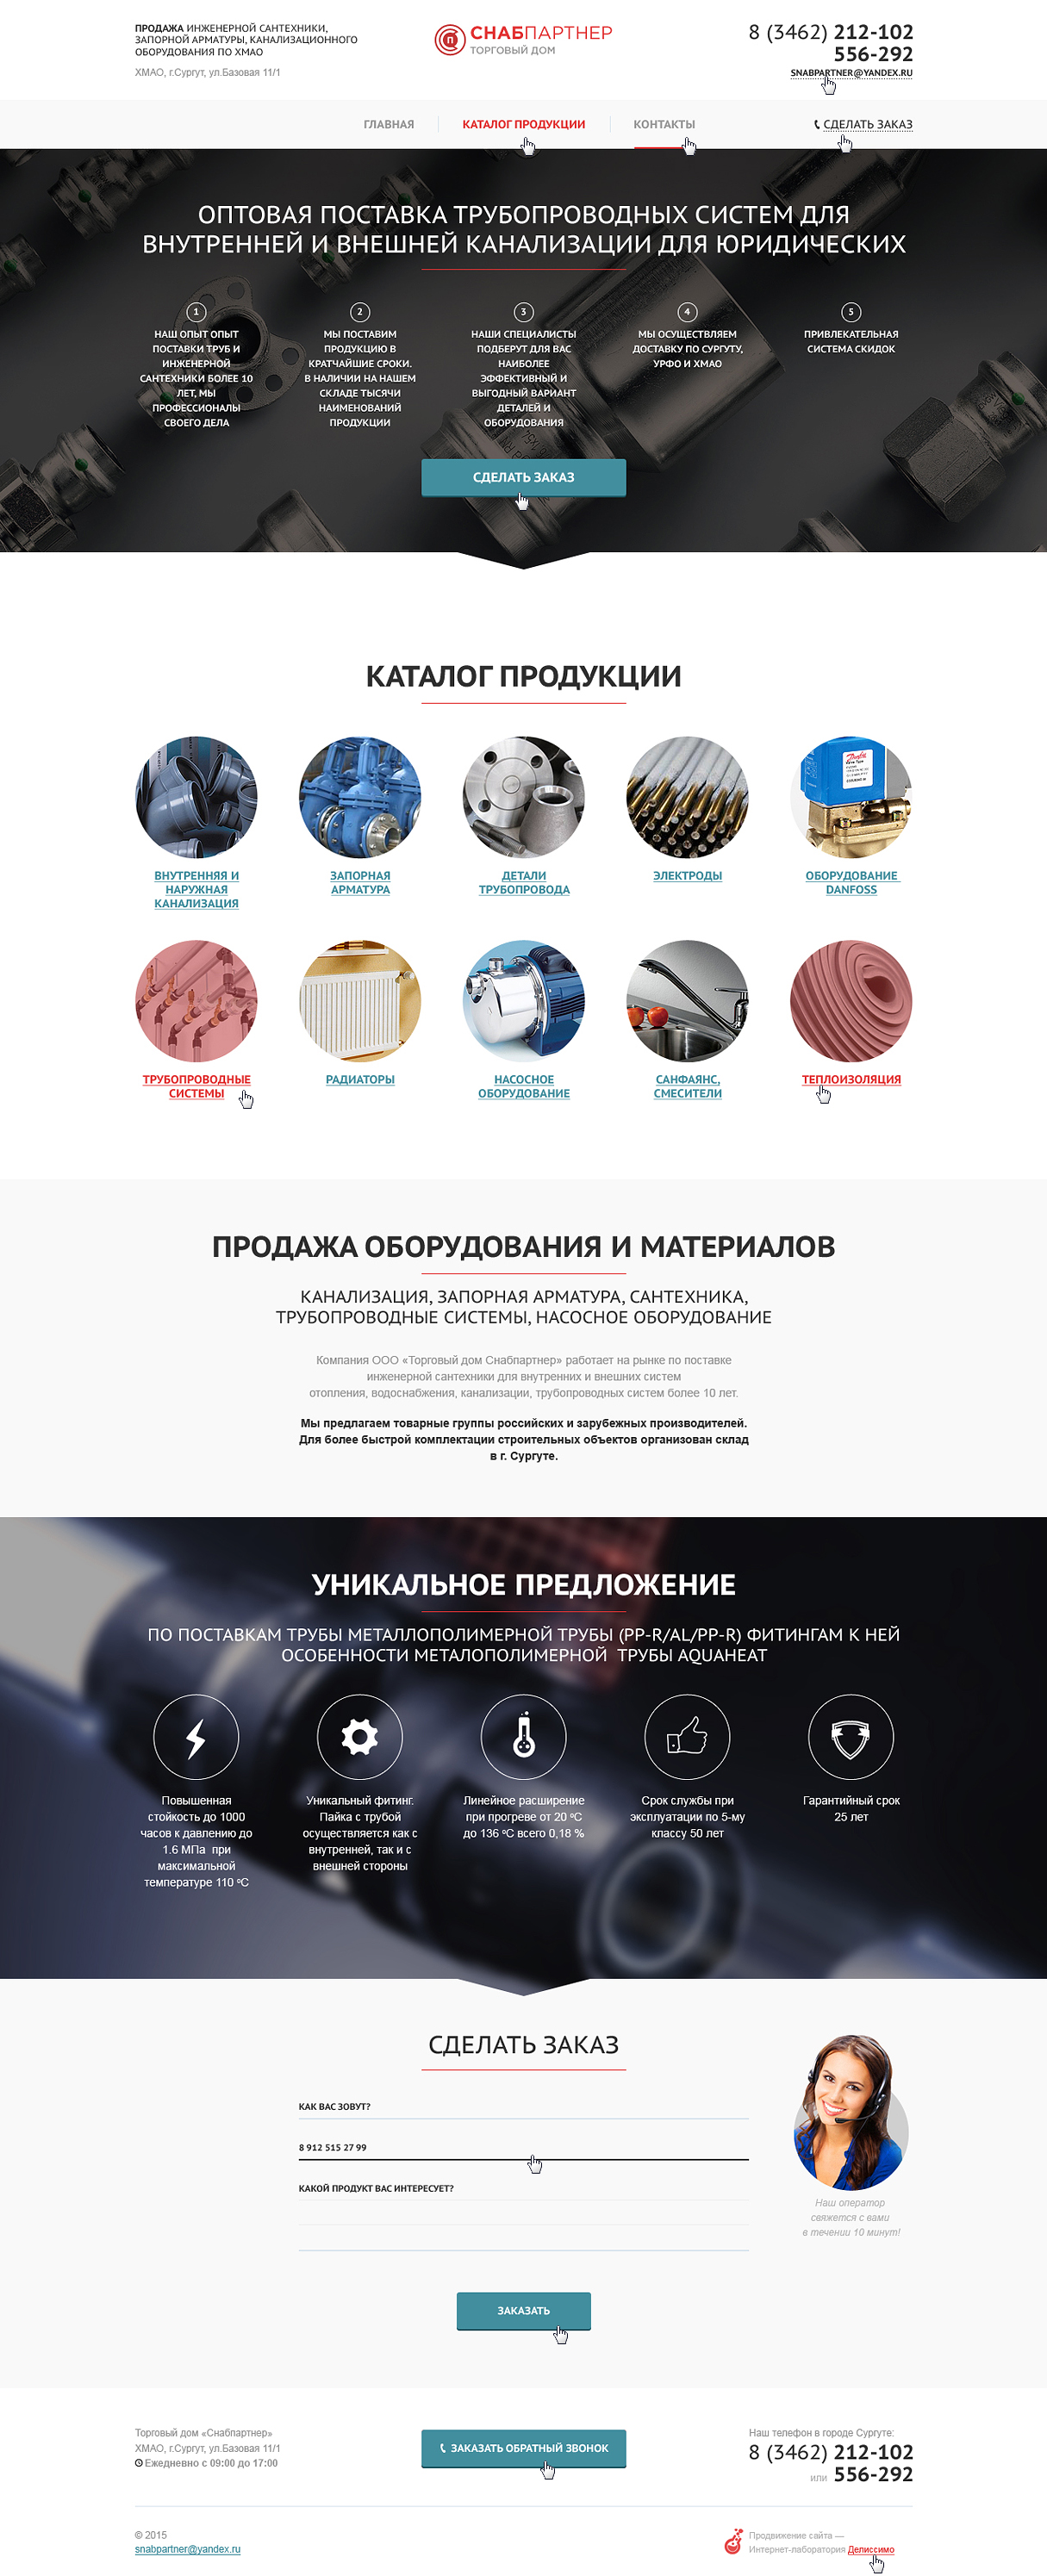 ПРОДАЖА ИНЖЕНЕРНОЙ САНТЕХНИКИ,
ЗАПОРНОЙ АРМАТУРЫ, КАНАЛИЗАЦИОННОГО
ОБОРУДОВАНИЯ ПО ХМАО
ХМАО, г.Сургут, ул.Базовая 11/1
СНАБПАРТНЕР
ТОРГОВЫЙ ДОМ
8 (3462) 212-102
556-292
SNABPARTNER@YANDEX.RU
ГЛАВНАЯ
КАТАЛОГ ПРОДУКЦИИ
КОНТАКТЫ
СДЕЛАТЬ ЗАКАЗ
ОПТОВАЯ ПОСТАВКА ТРУБОПРОВОДНЫХ СИСТЕМ ДЛЯ
ВНУТРЕННЕЙ И ВНЕШНЕЙ КАНАЛИЗАЦИИ ДЛЯ ЮРИДИЧЕСКИХ
1
НАШ ОПЫТ ОПЫТ
ПОСТАВКИ ТРУБ И
ИНЖЕНЕРНОЙ
САНТЕХНИКИ БОЛЕЕ 10
ЛЕТ, МЫ
ПРОФЕССИОНАЛЫ
СВОЕГО ДЕЛА
2
МЫ ПОСТАВИМ
ПРОДУКЦИЮ В
КРАТЧАЙШИЕ СРОКИ.
В НАЛИЧИИ НА НАШЕМ
СКЛАДЕ ТЫСЯЧИ
НАИМЕНОВАНИЙ
ПРОДУКЦИИ
3
НАШИ СПЕЦИАЛИСТЫ
ПОДБЕРУТ ДЛЯ ВАС
НАИБОЛЕЕ
ЭФФЕКТИВНЫЙ И
ВЫГОДНЫЙ ВАРИАНТ
ДЕТАЛЕЙ И
ОБОРУДОВАНИЯ
4
МЫ ОСУЩЕСТВЛЯЕМ
ДОСТАВКУ ПО СУРГУТУ,
УРФО И ХМАО
5
ПРИВЛЕКАТЕЛЬНАЯ
СИСТЕМА СКИДОК
СДЕЛАТЬ ЗАКАЗ
КАТАЛОГ ПРОДУКЦИИ
Danfoss
ВНУТРЕННЯЯ И
НАРУЖНАЯ
КАНАЛИЗАЦИЯ
ЗАПОРНАЯ
АРМАТУРА
ДЕТАЛИ
ТРУБОПРОВОДА
ЭЛЕКТРОДЫ
ОБОРУДОВАНИЕ
DANFOSS
ТРУБОПРОВОДНЫЕ
СИСТЕМЫ
РАДИАТОРЫ
НАСОСНОЕ
ОБОРУДОВАНИЕ
САНФАЯНС,
СМЕСИТЕЛИ
ТЕПЛОИЗОЛЯЦИЯ
ПРОДАЖА ОБОРУДОВАНИЯ И МАТЕРИАЛОВ
КАНАЛИЗАЦИЯ, ЗАПОРНАЯ АРМАТУРА, САНТЕХНИКА,
ТРУБОПРОВОДНЫЕ СИСТЕМЫ, НАСОСНОЕ ОБОРУДОВАНИЕ
Компания ООО «Торговый дом Снабпартнер» работает на рынке по поставке
инженерной сантехники для внутренних и внешних систем
отопления, водоснабжения, канализации, трубопроводных систем более 10 лет.
Мы предлагаем товарные группы российских и зарубежных производителей.
Для более быстрой комплектации строительных объектов организован склад
в г. Сургуте.
УНИКАЛЬНОЕ ПРЕДЛОЖЕНИЕ
ПО ПОСТАВКАМ ТРУБЫ МЕТАЛЛОПОЛИМЕРНОЙ ТРУБЫ (PP-R/AL/PP-R) ФИТИНГАМ К НЕЙ
ОСОБЕННОСТИ МЕТАЛОПОЛИМЕРНОЙ ТРУБЫ AQUAHEAT
Повышенная
стойкость до 1000
часов к давлению до
1.6 МПа при
максимальной
температуре 110 ºС
Уникальный фитинг.
Пайка с трубой
осуществляется как с
внутренней, так и с
внешней стороны
Линейное расширение
при прогреве от 20 ºС
до 136 ºС всего 0,18 %
Срок службы при
эксплуатации по 5-му
классу 50 лет
Гарантийный срок
25 лет
СДЕЛАТЬ ЗАКАЗ
КАК ВАС ЗОВУТ?
8 912 515 27 99
КАКОЙ ПРОДУКТ ВАС ИНТЕРЕСУЕТ?
Наш оператор
свяжется с вами
в течении 10 минут!
ЗАКАЗАТЬ
Торговый дом «Снабпартнер»
ХМАО, г.Сургут, ул.Базовая 11/1
Ежедневно с 09:00 до 17:00
ЗАКАЗАТЬ ОБРАТНЫЙ ЗВОНОК
Наш телефон в городе Сургуте:
8 (3462) 212-102
или 556-292
© 2015
snabpartner@yandex.ru
Продвижение сайта —
Интернет-лаборатория Делиссимо